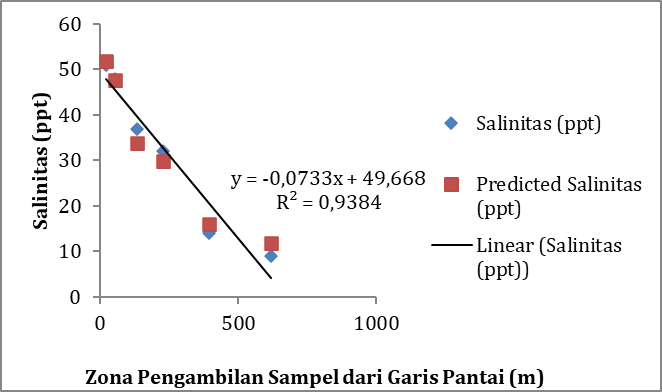 60
50
40
30
20
10
0
0
500
1000
Salinitas (ppt)
Zona Pengambilan Sampel dari Garis Pantai (m)
y = -0,0733x + 49,668
R² = 0,9384
Salinitas (ppt)
Predicted Salinitas
(ppt)
Linear (Salinitas
(ppt))